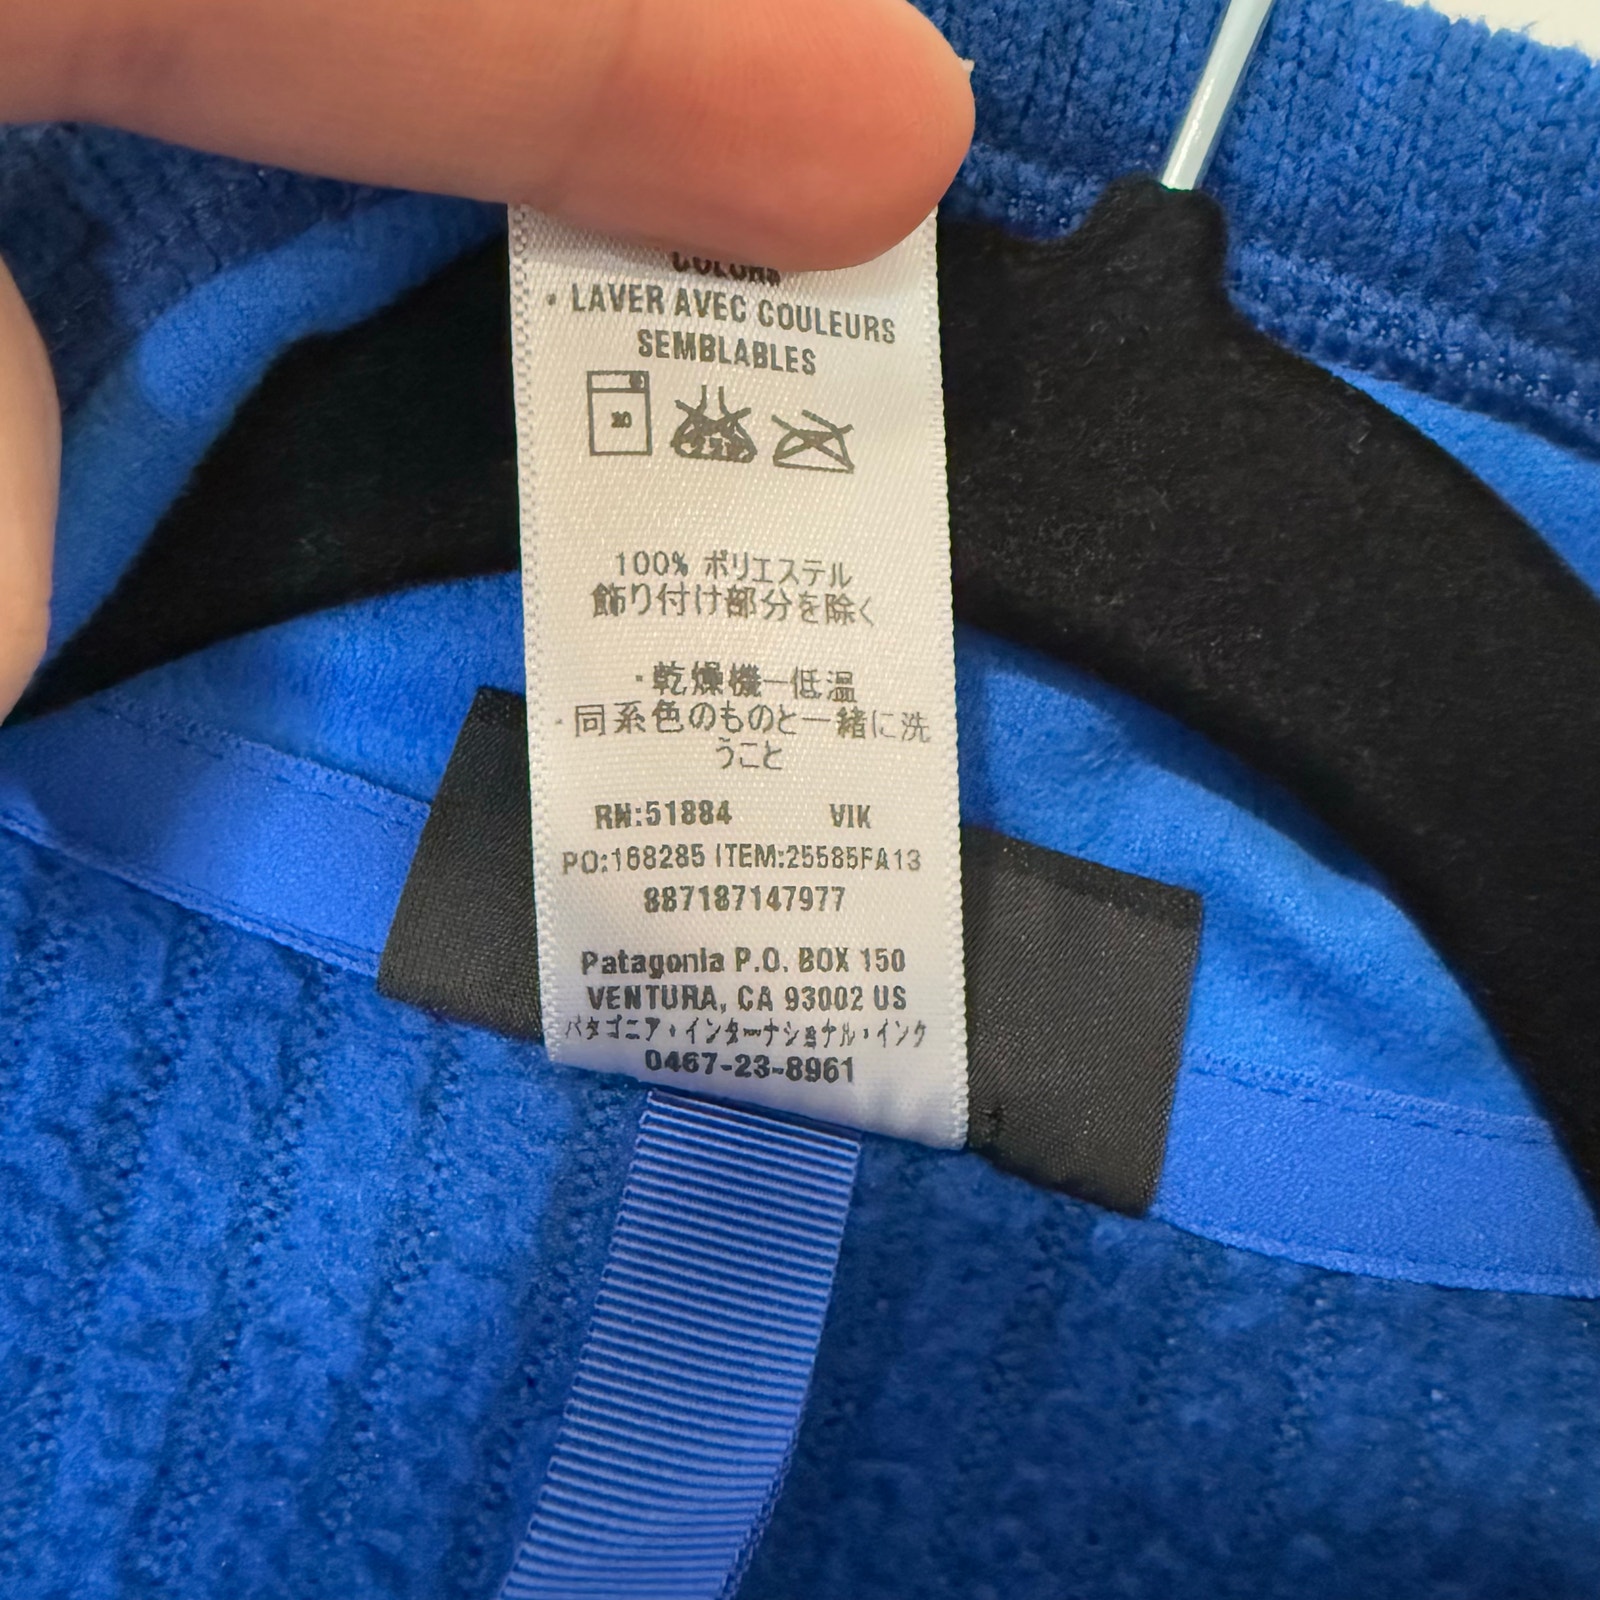 COLORS
・LAVER AVEC COULEURS
SEMBLABLES
100% ポリエステル
飾り付け部分を除く
・乾燥機ー低温
・同系色のものと一緒に洗
うこと
RN:51884 VIK
PO:168285 ITEM:25585FA13
887187147977
Patagonia P.O. BOX 150
VENTURA, CA 93002 US
パタゴニア・インターナショナル・インク
0467-23-8961